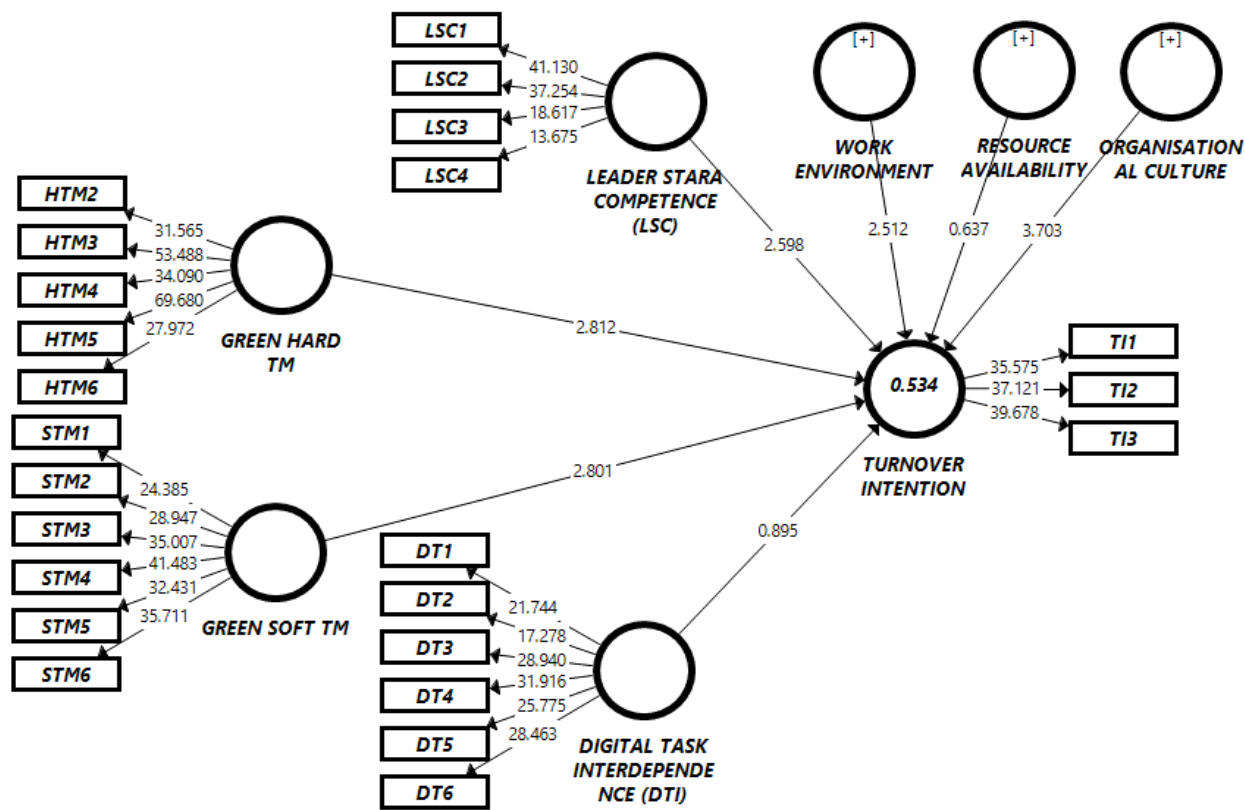 LSC1
LSC2
LSC3
LSC4
41.130
37.254
18.617
13.675
LEADER STARA
COMPETENCE
(LSC)
[+]
WORK
ENVIRONMENT
[+]
RESOURCE
AVAILABILITY
[+]
ORGANISATION
AL CULTURE
2.598
2.512
0.637
3.703
HTM2
HTM3
HTM4
HTM5
HTM6
31.565
53.488
34.090
69.680
27.972
GREEN HARD
TM
2.812
0.534
TURNOVER
INTENTION
35.575
37.121
39.678
TI1
TI2
TI3
STM1
STM2
STM3
STM4
STM5
STM6
24.385
28.947
35.007
41.483
32.431
35.711
GREEN SOFT TM
2.801
0.895
DT1
DT2
DT3
DT4
DT5
DT6
21.744
17.278
28.940
31.916
25.775
28.463
DIGITAL TASK
INTERDEPENDE
NCE (DTI)